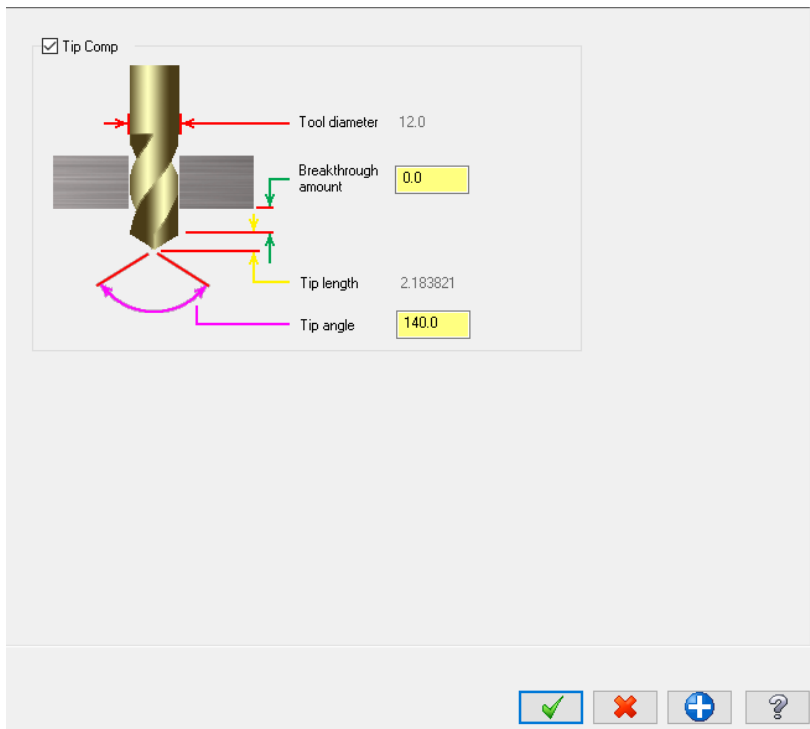 Tip Comp
Tool diameter 12.0
Breakthrough
amount 0.0
Tip length 2.183821
Tip angle 140.0
?